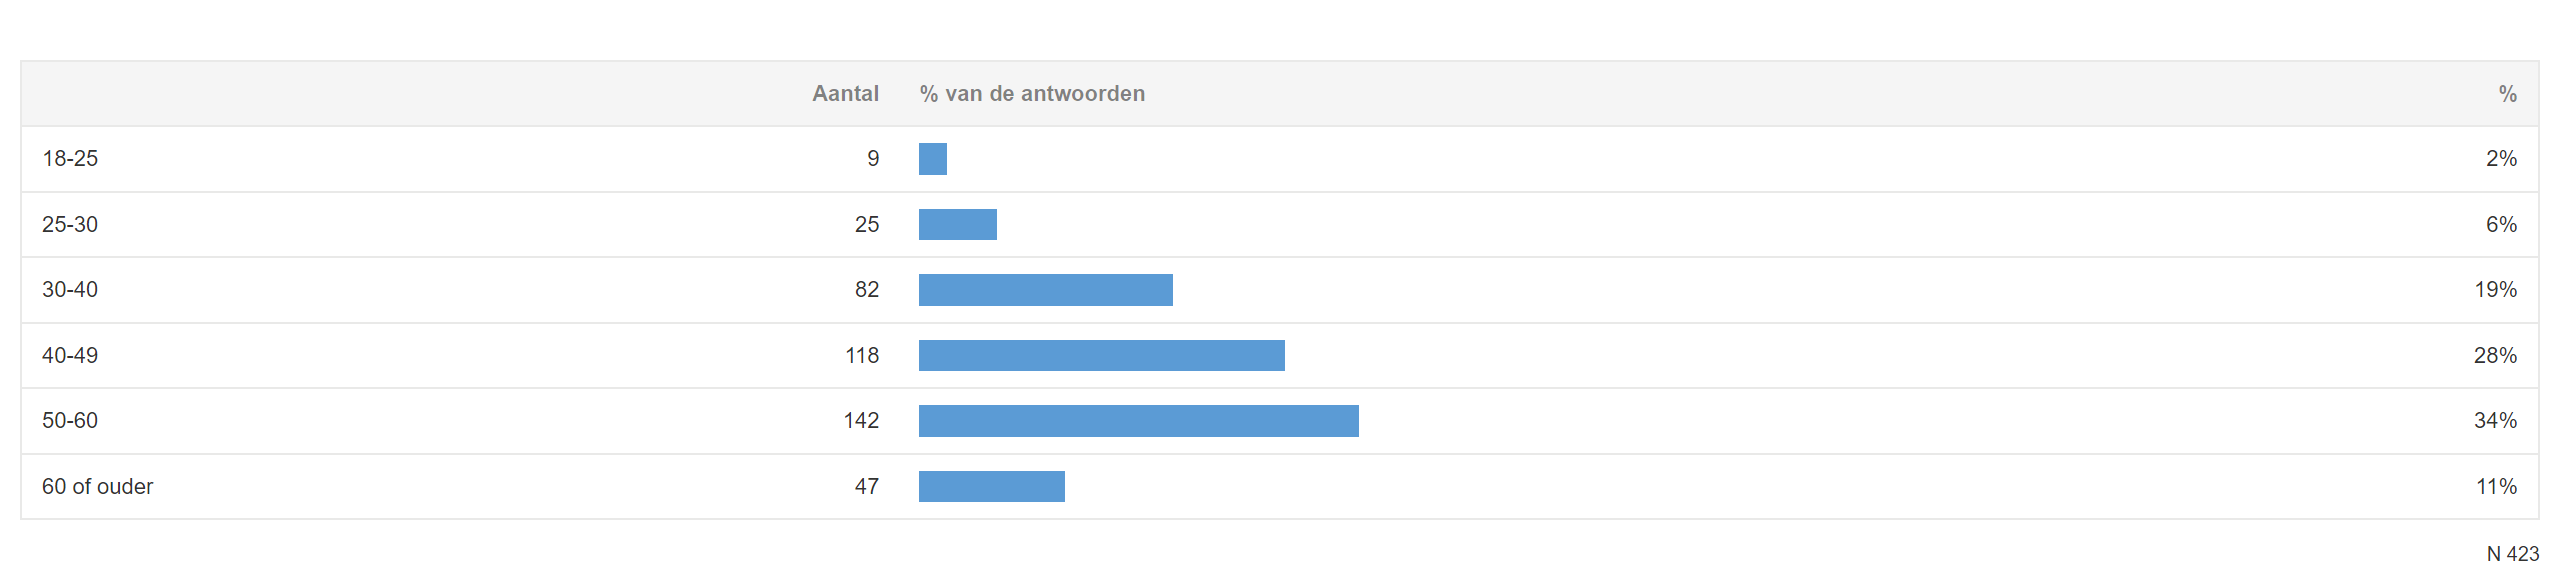 Aantal % van de antwoorden %
18-25 9 2%
25-30 25 6%
30-40 82 19%
40-49 118 28%
50-60 142 34%
60 of ouder 47 11%
N 423